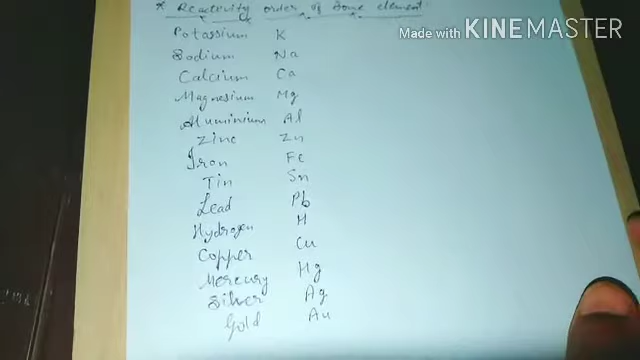 Made with KINEMASTER
* Reactivity order of Some element.
Potassium K
Sodium Na
Calcium Ca
Magnesium Mg
Aluminium Al
Zinc Zn
Iron Fe
Tin Sn
Lead Pb
Hydrogen H
Copper Cu
Mercury Hg
Silver Ag
Gold Au